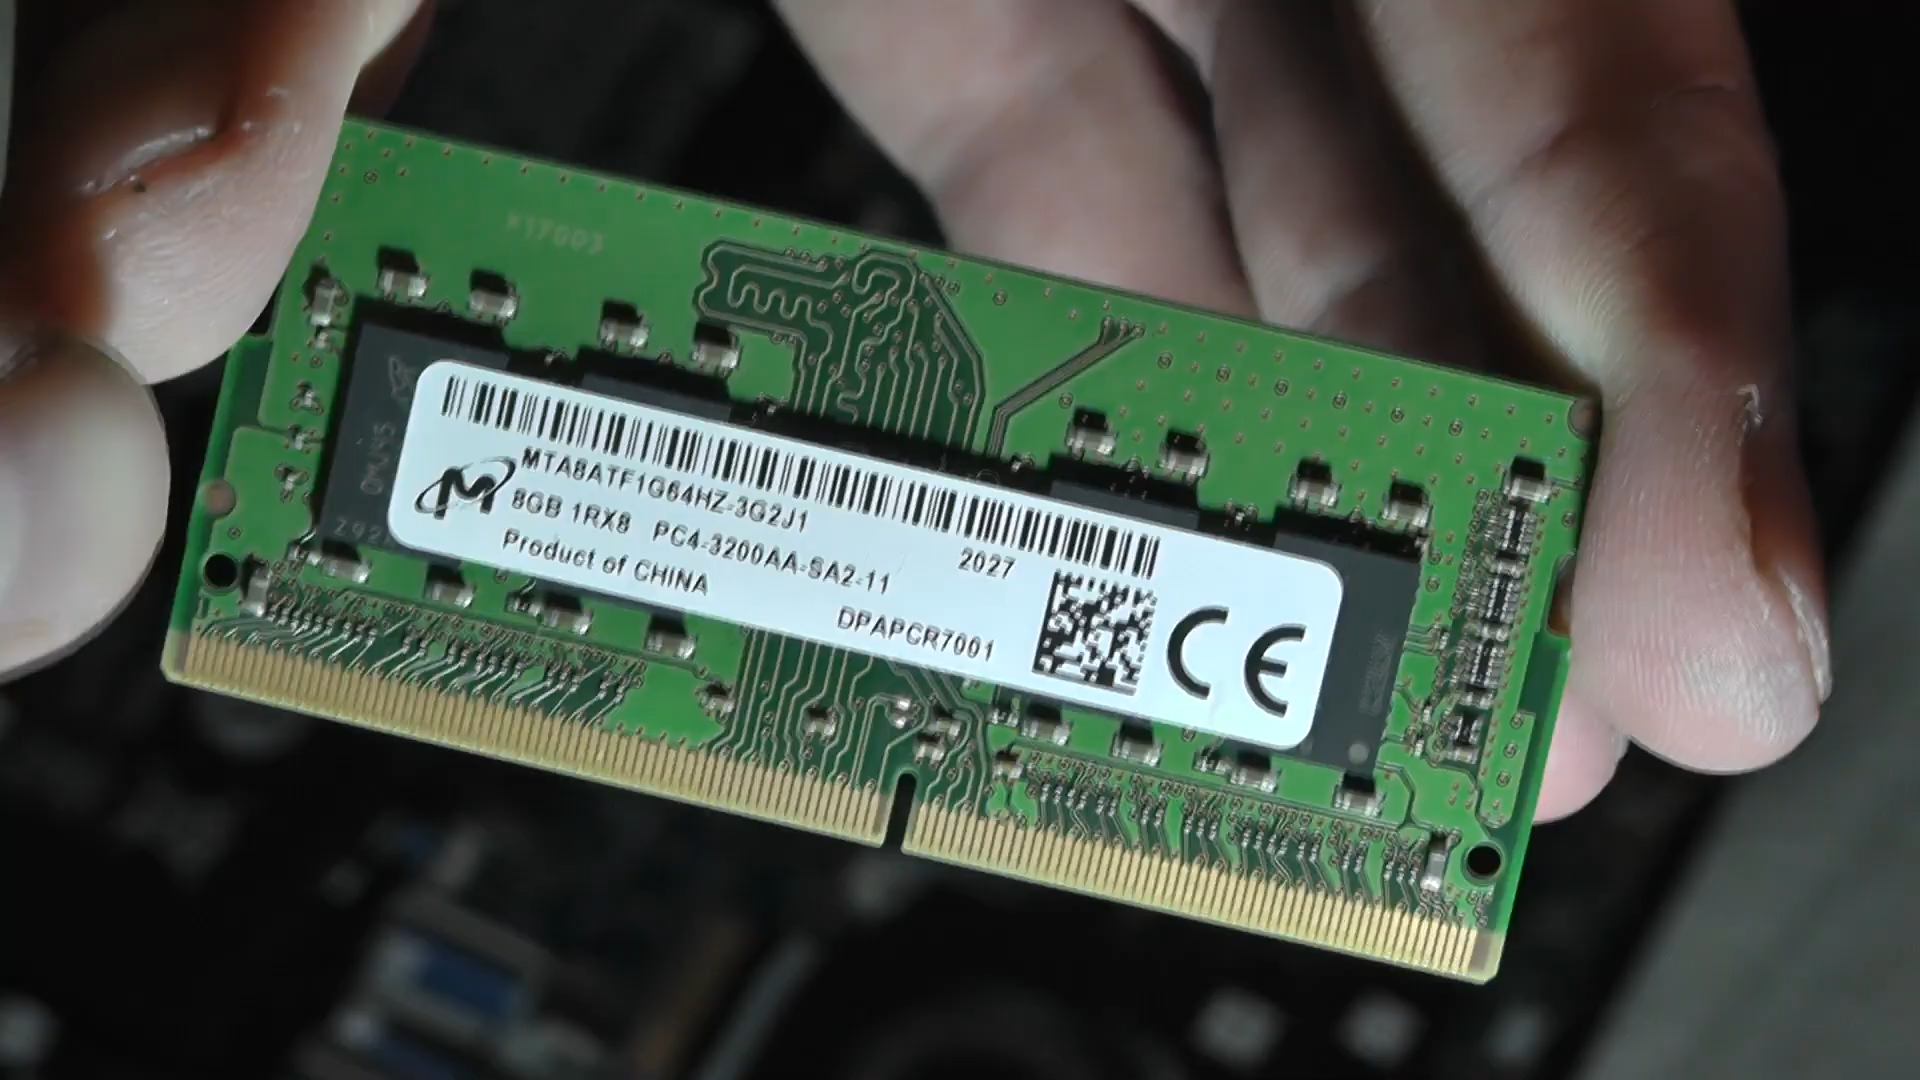 MTA8ATF1G64HZ-3G2J1
8GB 1RX8 PC4-3200AA-SA2-11
2027
Product of CHINA
DPAPCR7001
CE